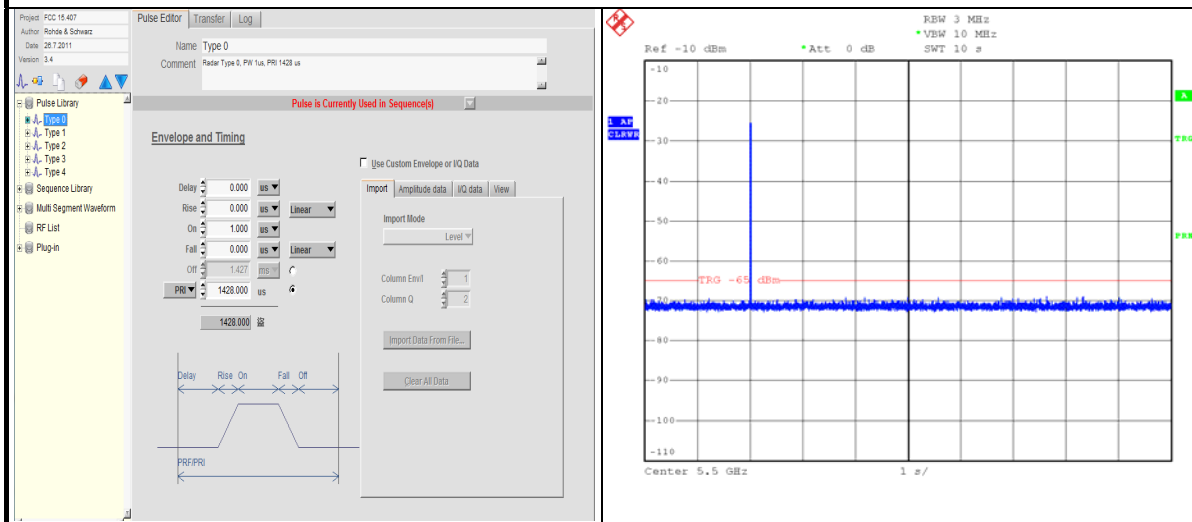 Project FCC 15.407
Author Rohde & Schwarz
Date 26.7.2011
Version 3.4
Pulse Library
Type 0
Type 1
Type 2
Type 3
Type 4
Sequence Library
Multi Segment Waveform
RF List
Plug-in
Pulse Editor Transfer Log
Name Type 0
Comment Radar Type 0, PW 1us, PRI 1428 us
Pulse is Currently Used in Sequence(s)
Envelope and Timing
Delay 0.000 us
Rise 0.000 us Linear
On 1.000 us
Fall 0.000 us Linear
Off 1.427 ms
PRI 1428.000 us
1428.000
Delay Rise On Fall Off
PRF/PRI
Use Custom Envelope or I/Q Data
Import Amplitude data I/Q data View
Import Mode
Level
Column Env/I 1
Column Q 2
Import Data From File...
Clear All Data
RBW 3 MHz
*VBW 10 MHz
Ref -10 dBm *Att 0 dB SWT 10 s
-10
-20
-30
-40
-50
-60
TRG -65 dBm
-70
-80
-90
-100
-110
1 AP
CLRWR
A
TRG
PRN
Center 5.5 GHz 1 s/